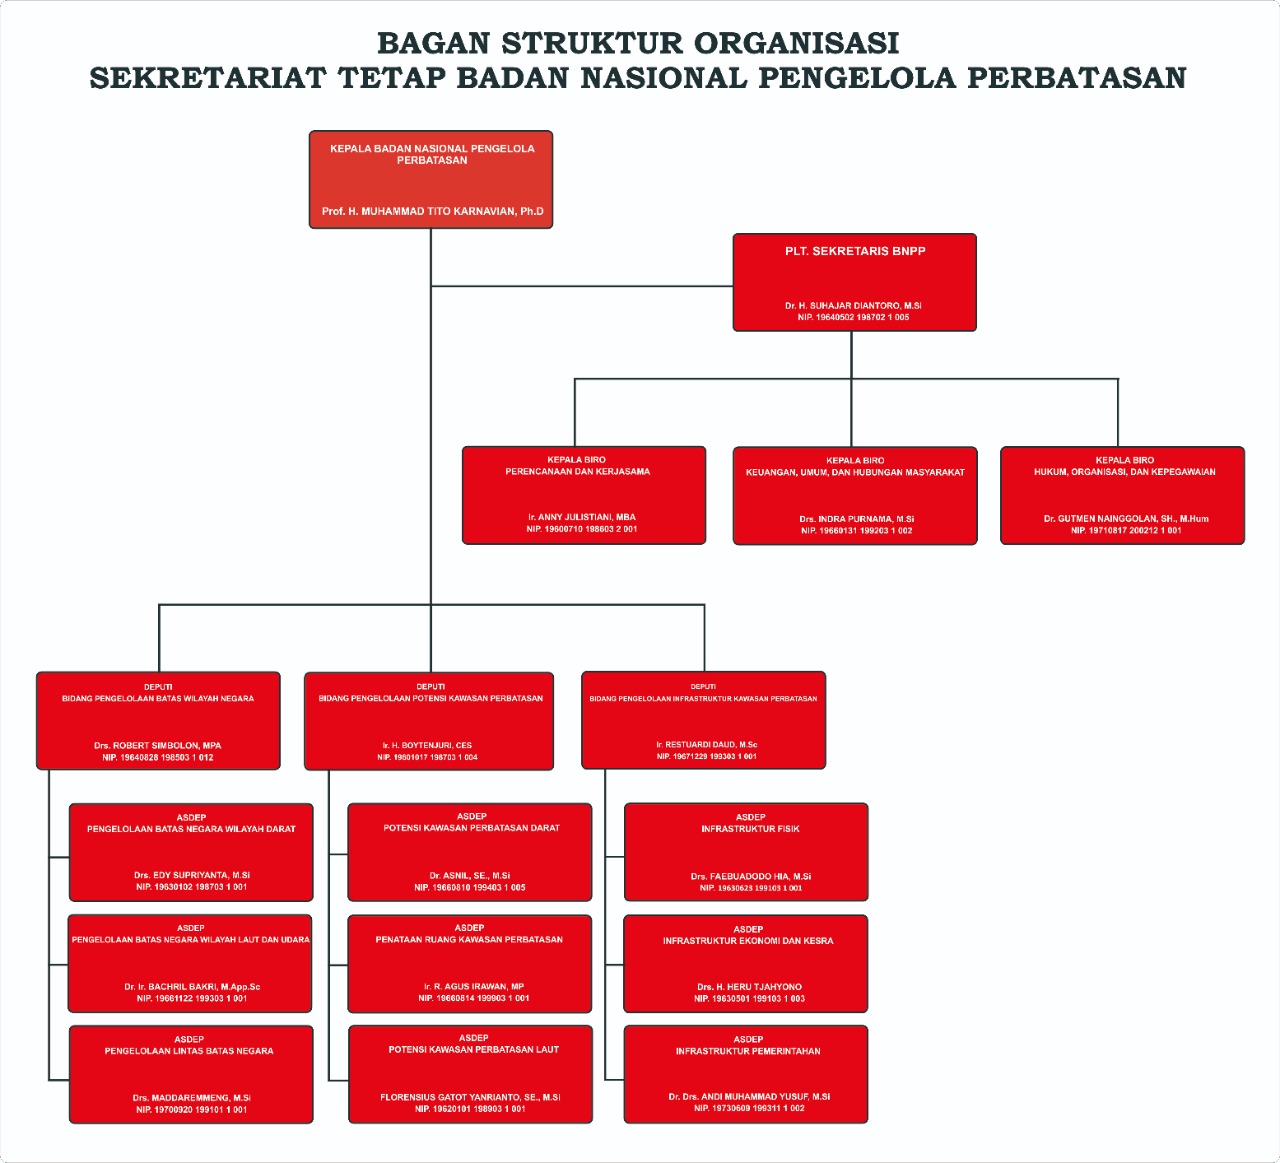 BAGAN STRUKTUR ORGANISASI
SEKRETARIAT TETAP BADAN NASIONAL PENGELOLA PERBATASAN
KEPALA BADAN NASIONAL PENGELOLA
PERBATASAN
Prof. H. MUHAMMAD TITO KARNAVIAN, Ph.D
PLT. SEKRETARIS BNPP
Dr. H. SUHAJAR DIANTORO, M.Si
NIP. 19640502 198702 1 005
KEPALA BIRO
PERENCANAAN DAN KERJASAMA
Ir. ANNY JULISTIANI, MBA
NIP. 19600710 198603 2 001
KEPALA BIRO
KEUANGAN, UMUM, DAN HUBUNGAN MASYARAKAT
Drs. INDRA PURNAMA, M.Si
NIP. 19660131 199203 1 002
KEPALA BIRO
HUKUM, ORGANISASI, DAN KEPEGAWAIAN
Dr. GUTMEN NAINGGOLAN, SH., M.Hum
NIP. 19710817 200212 1 001
DEPUTI
BIDANG PENGELOLAAN BATAS WILAYAH NEGARA
Drs. ROBERT SIMBOLON, MPA
NIP. 19640828 198503 1 012
DEPUTI
BIDANG PENGELOLAAN POTENSI KAWASAN PERBATASAN
Ir. H. BOYTENJURI, CES
NIP. 19601017 198703 1 004
DEPUTI
BIDANG PENGELOLAAN INFRASTRUKTUR KAWASAN PERBATASAN
Ir. RESTUARDI DAUD, M.Sc
NIP. 19671229 199303 1 001
ASDEP
PENGELOLAAN BATAS NEGARA WILAYAH DARAT
Drs. EDY SUPRIYANTA, M.Si
NIP. 19630102 198703 1 001
ASDEP
POTENSI KAWASAN PERBATASAN DARAT
Dr. ASNIL, SE., M.Si
NIP. 19660810 199403 1 005
ASDEP
INFRASTRUKTUR FISIK
Drs. FAEBUADODO HIA, M.Si
NIP. 19630623 199103 1 001
ASDEP
PENGELOLAAN BATAS NEGARA WILAYAH LAUT DAN UDARA
Dr. Ir. BACHRIL BAKRI, M.App.Sc
NIP. 19661122 199303 1 001
ASDEP
PENATAAN RUANG KAWASAN PERBATASAN
Ir. R. AGUS IRAWAN, MP
NIP. 19660814 199903 1 001
ASDEP
INFRASTRUKTUR EKONOMI DAN KESRA
Drs. H. HERU TJAHYONO
NIP. 19630501 199103 1 003
ASDEP
PENGELOLAAN LINTAS BATAS NEGARA
Drs. MADDAREMMENG, M.Si
NIP. 19700920 199101 1 001
ASDEP
POTENSI KAWASAN PERBATASAN LAUT
FLORENSIUS GATOT YANRIANTO, SE., M.Si
NIP. 19620101 198903 1 001
ASDEP
INFRASTRUKTUR PEMERINTAHAN
Dr. Drs. ANDI MUHAMMAD YUSUF, M.Si
NIP. 19730609 199311 1 002